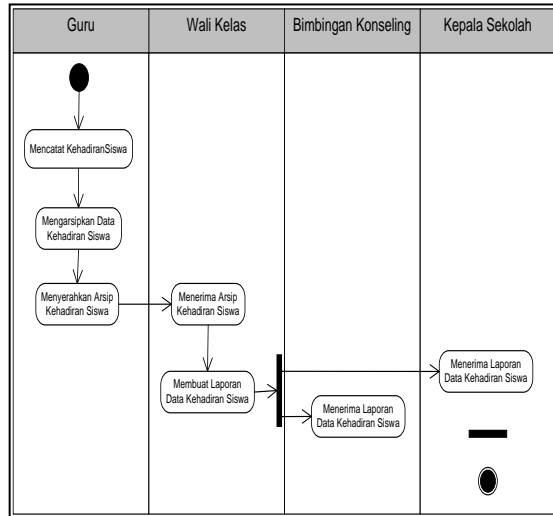 Guru
Wali Kelas
Bimbingan Konseling
Kepala Sekolah
Mencatat KehadiranSiswa
Mengarsipkan Data
Kehadiran Siswa
Menyerahkan Arsip
Kehadiran Siswa
Menerima Arsip
Kehadiran Siswa
Membuat Laporan
Data Kehadiran Siswa
Menerima Laporan
Data Kehadiran Siswa
Menerima Laporan
Data Kehadiran Siswa